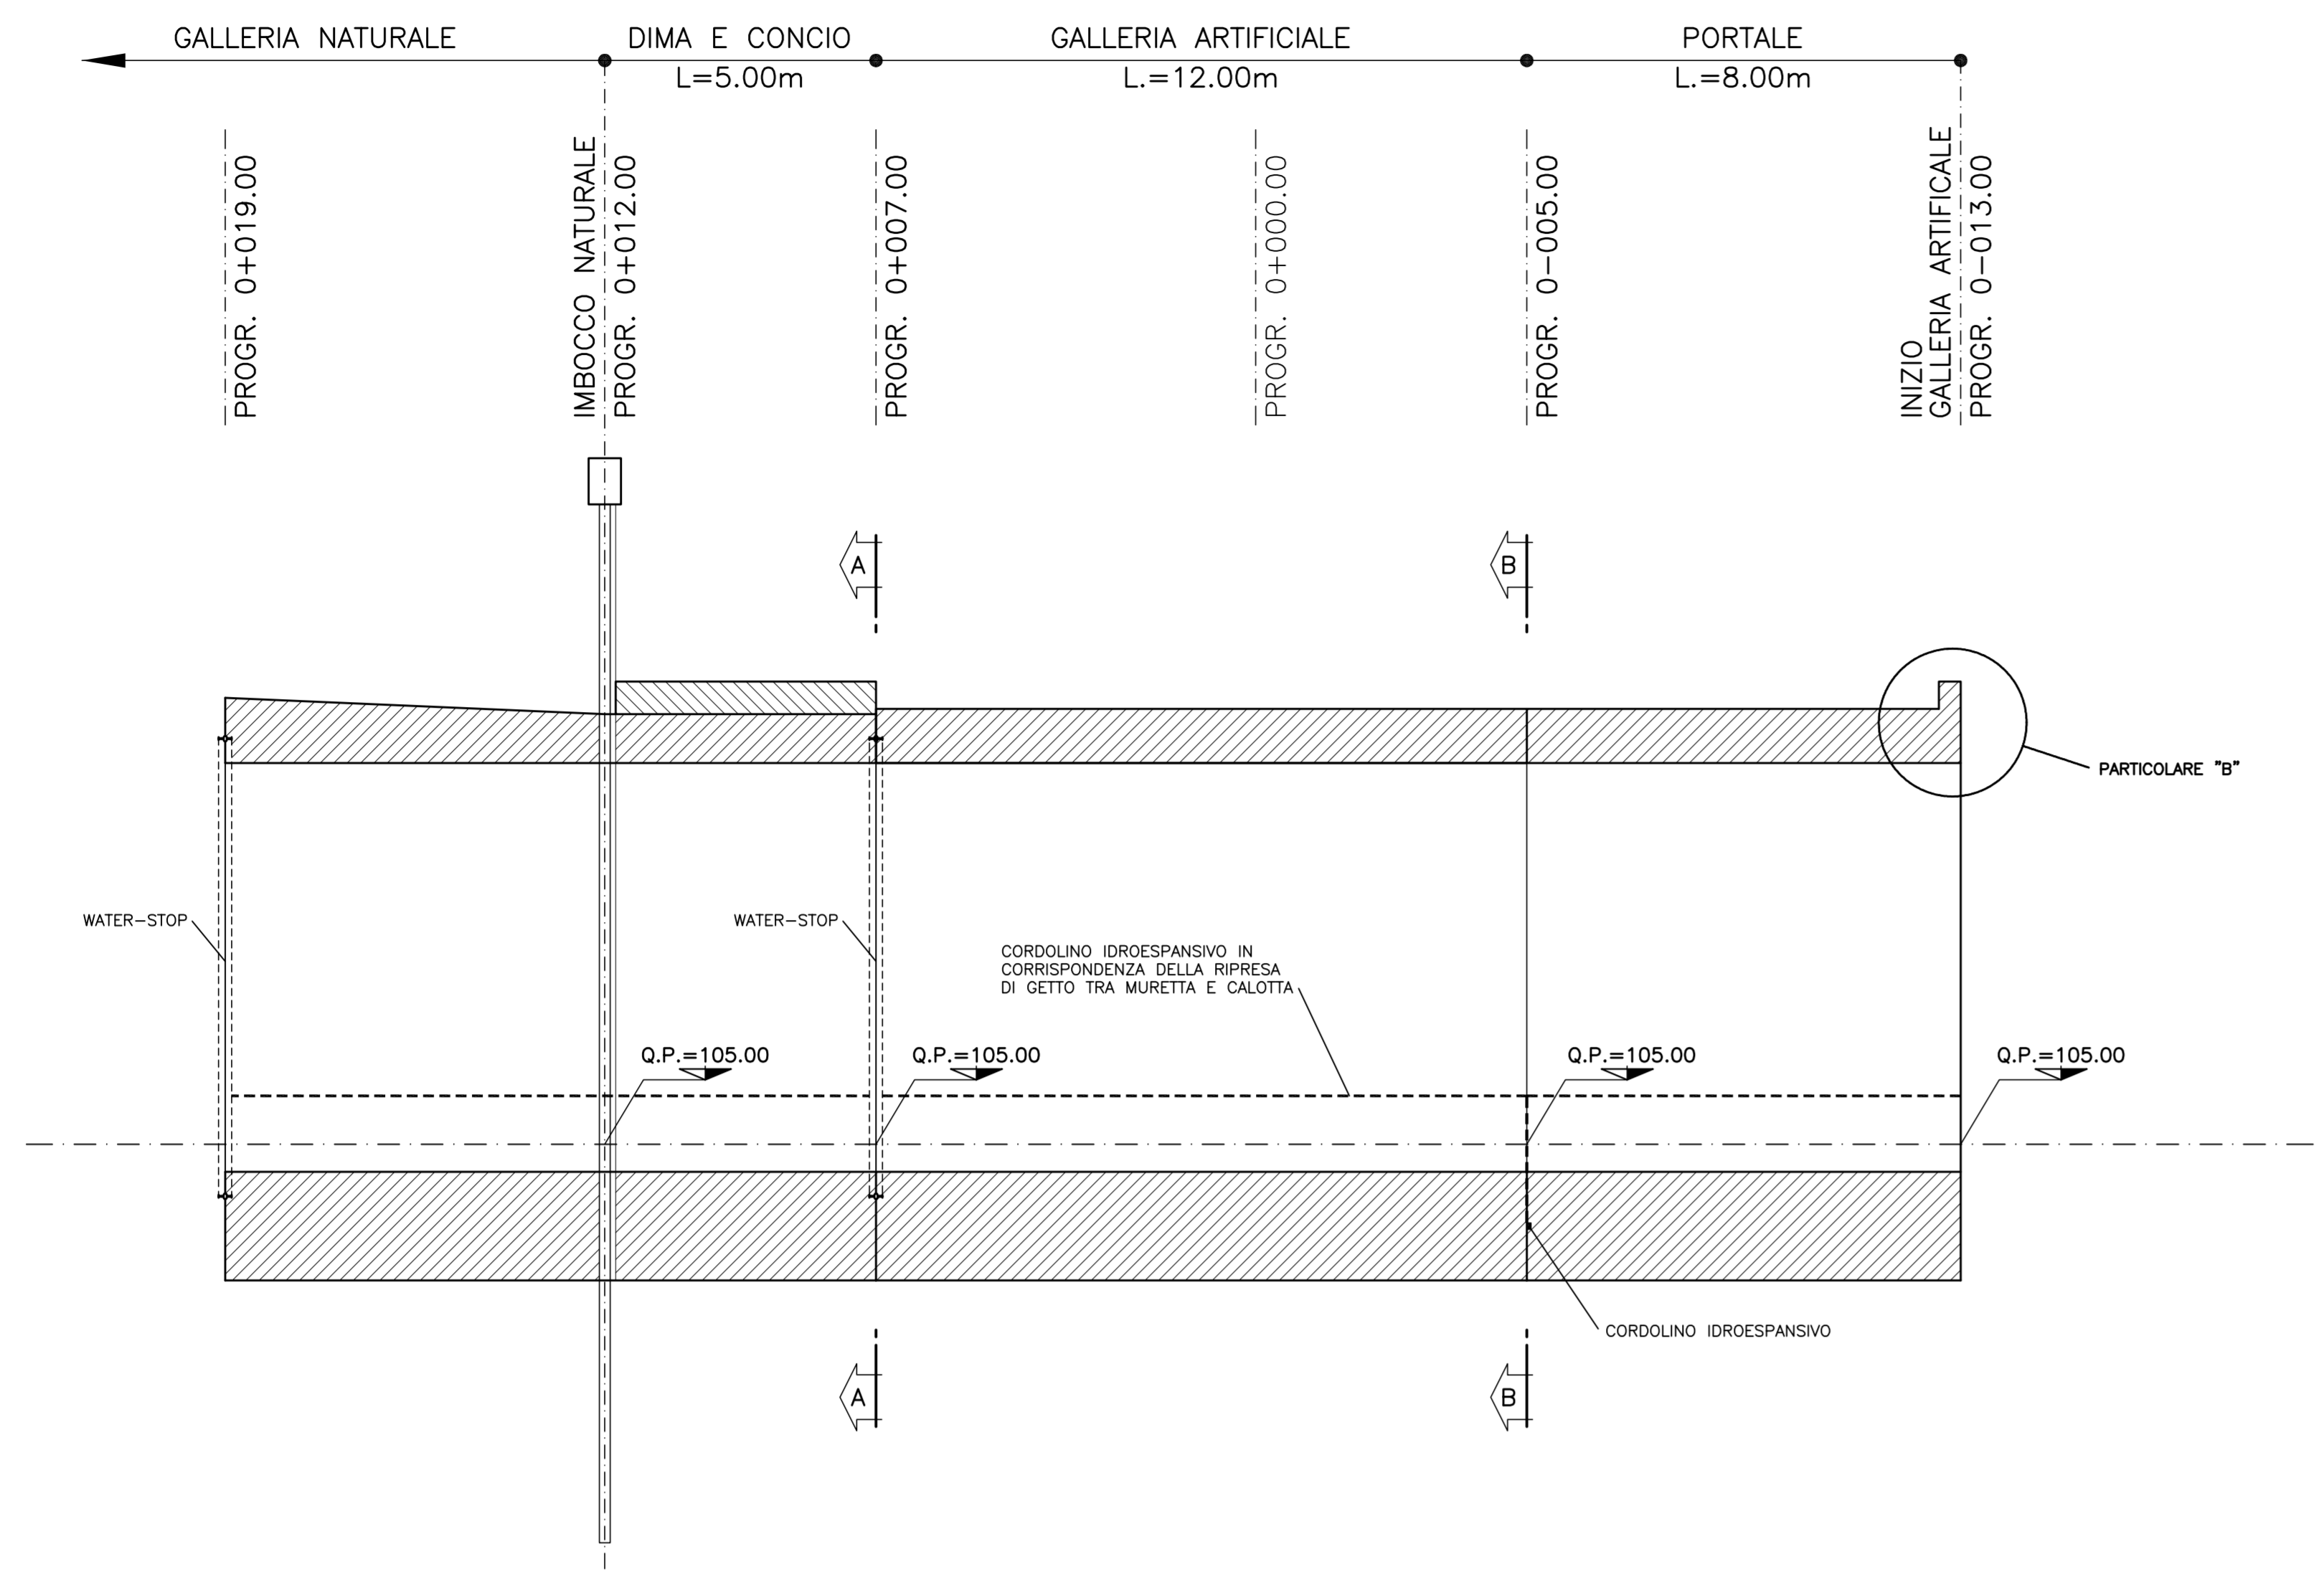 GALLERIA NATURALE
DIMA E CONCIO
GALLERIA ARTIFICIALE
PORTALE
L=5.00m
L.=12.00m
L.=8.00m
PROGR. 0+019.00
IMBOCCO NATURALE
PROGR. 0+012.00
PROGR. 0+007.00
PROGR. 0+000.00
PROGR. 0-005.00
INIZIO
GALLERIA ARTIFICALE
PROGR. 0-013.00
A
B
PARTICOLARE "B"
WATER-STOP
WATER-STOP
CORDOLINO IDROESPANSIVO IN
CORRISPONDENZA DELLA RIPRESA
DI GETTO TRA MURETTA E CALOTTA
Q.P.=105.00
Q.P.=105.00
Q.P.=105.00
Q.P.=105.00
CORDOLINO IDROESPANSIVO
A
B